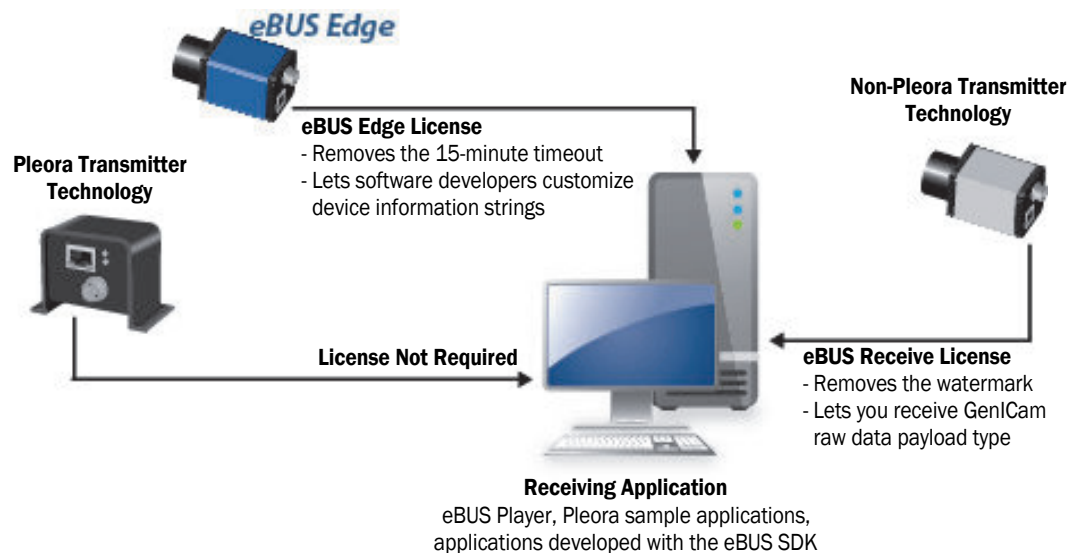 eBUS Edge
Non-Pleora Transmitter
Technology
eBUS Edge License
- Removes the 15-minute timeout
- Lets software developers customize
device information strings
Pleora Transmitter
Technology
License Not Required
eBUS Receive License
- Removes the watermark
- Lets you receive GenICam
raw data payload type
Receiving Application
eBUS Player, Pleora sample applications,
applications developed with the eBUS SDK